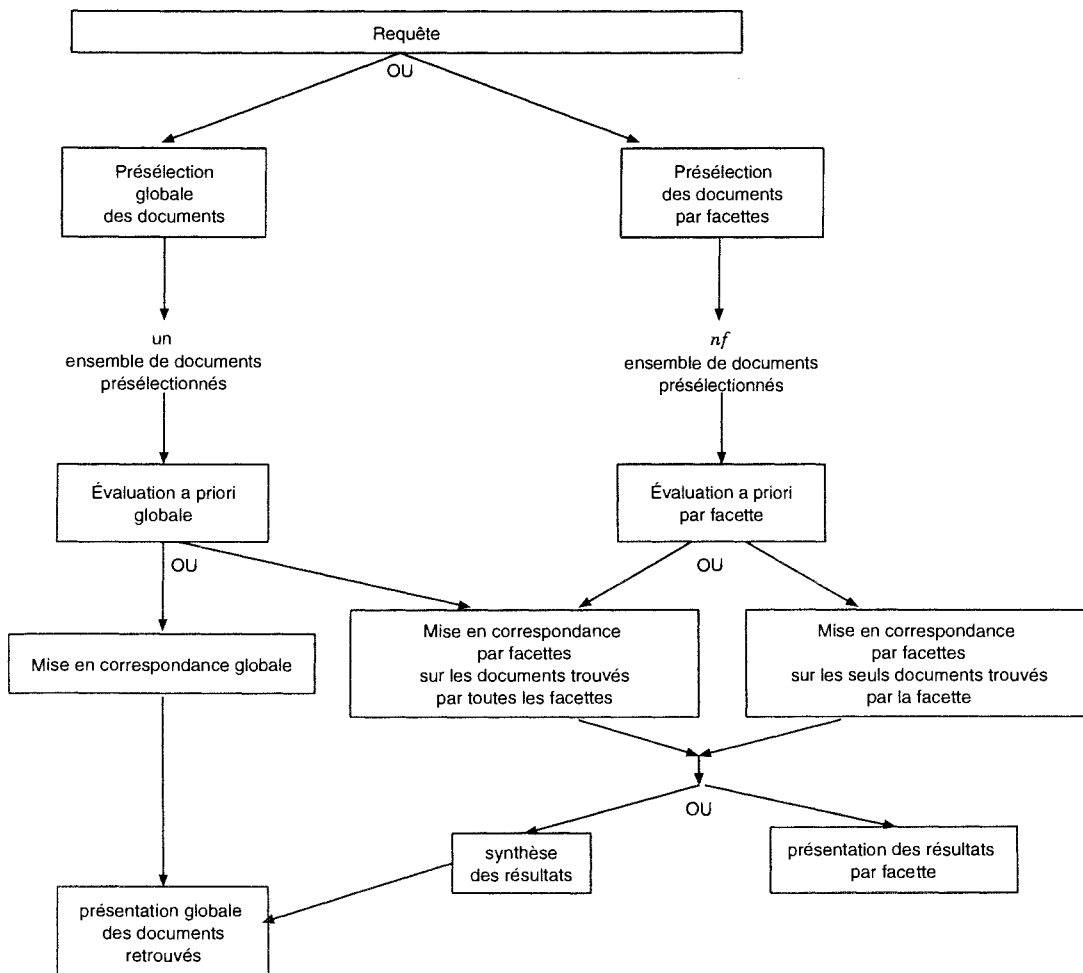 Requête
OU
Présélection
globale
des documents
Présélection
des documents
par facettes
un
ensemble de documents
présélectionnés
nf
ensemble de documents
présélectionnés
Évaluation a priori
globale
Évaluation a priori
par facette
OU
OU
Mise en correspondance globale
Mise en correspondance
par facettes
sur les documents trouvés
par toutes les facettes
Mise en correspondance
par facettes
sur les seuls documents trouvés
par la facette
OU
synthèse
des résultats
présentation des résultats
par facette
présentation globale
des documents
retrouvés